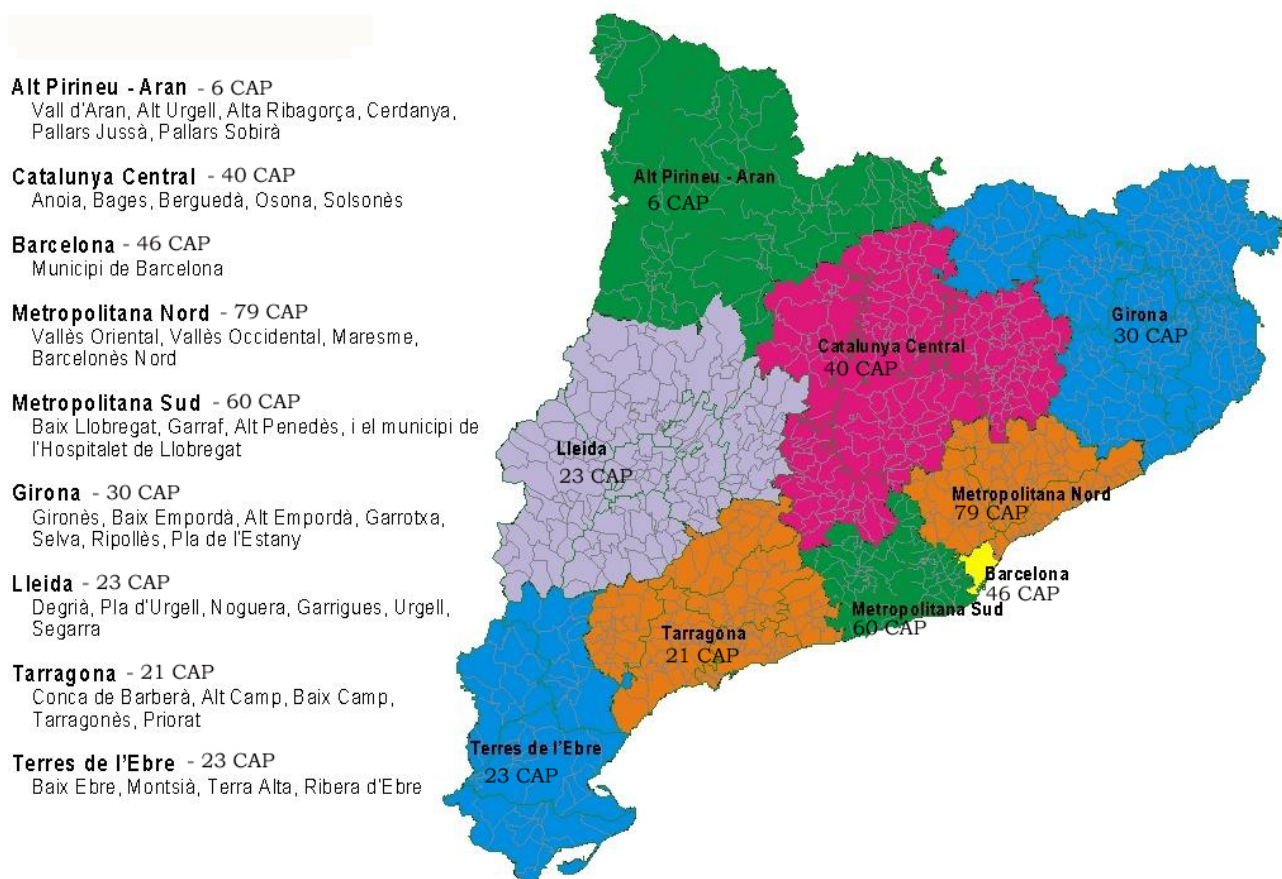 Alt Pirineu - Aran - 6 CAP
Vall d'Aran, Alt Urgell, Alta Ribagorça, Cerdanya,
Pallars Jussà, Pallars Sobirà
Catalunya Central - 40 CAP
Anoia, Bages, Berguedà, Osona, Solsonès
Barcelona - 46 CAP
Municipi de Barcelona
Metropolitana Nord - 79 CAP
Vallès Oriental, Vallès Occidental, Maresme,
Barcelonès Nord
Metropolitana Sud - 60 CAP
Baix Llobregat, Garraf, Alt Penedès, i el municipi de
l'Hospitalet de Llobregat
Girona - 30 CAP
Gironès, Baix Empordà, Alt Empordà, Garrotxa,
Selva, Ripollès, Pla de l'Estany
Lleida - 23 CAP
Degrià, Pla d'Urgell, Noguera, Garrigues, Urgell,
Segarra
Tarragona - 21 CAP
Conca de Barberà, Alt Camp, Baix Camp,
Tarragonès, Priorat
Terres de l'Ebre - 23 CAP
Baix Ebre, Montsià, Terra Alta, Ribera d'Ebre
Alt Pirineu - Aran
6 CAP
Girona
30 CAP
Catalunya Central
40 CAP
Lleida
23 CAP
Metropolitana Nord
79 CAP
Barcelona
46 CAP
Metropolitana Sud
60 CAP
Tarragona
21 CAP
Terres de l'Ebre
23 CAP